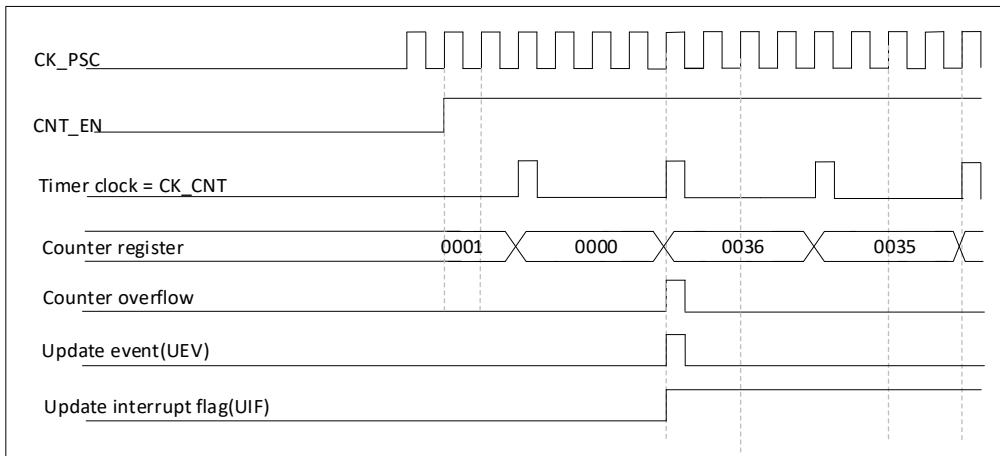 CK_PSC
CNT_EN
Timer clock = CK_CNT
Counter register 0001 0000 0036 0035
Counter overflow
Update event(UEV)
Update interrupt flag(UIF)